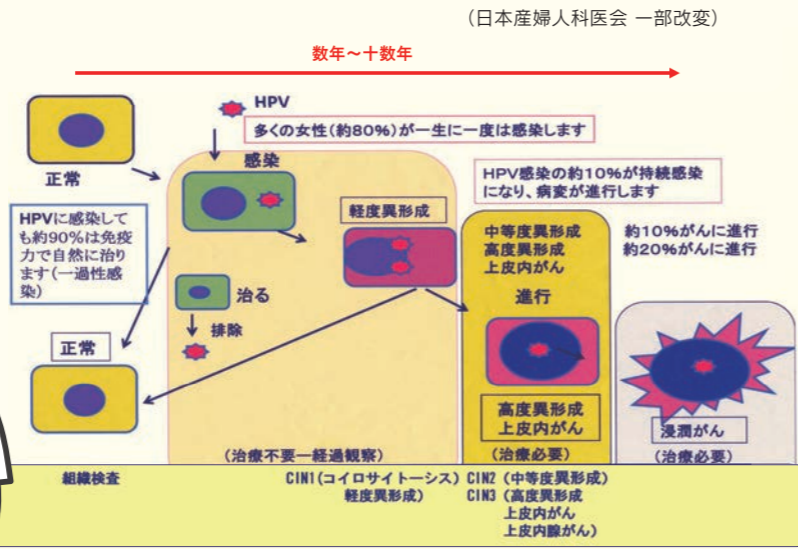 (日本産婦人科医会 一部改変)
数年～十数年
HPV
多くの女性(約80%)が一生に一度は感染します
正常
感染
HPV感染の約10%が持続感染
になり、病変が進行します
HPVに感染して
も約90%は免疫
力で自然に治り
ます(一過性感
染)
軽度異形成
中等度異形成
高度異形成
上皮内がん
約10%がんに進行
約20%がんに進行
治る
排除
進行
正常
高度異形成
上皮内がん
浸潤がん
(治療不要一経過観察)
(治療必要)
(治療必要)
組織検査
CIN1(コイロサイトーシス)
軽度異形成)
CIN2 (中等度異形成)
CIN3 (高度異形成
上皮内がん
上皮内腺がん)